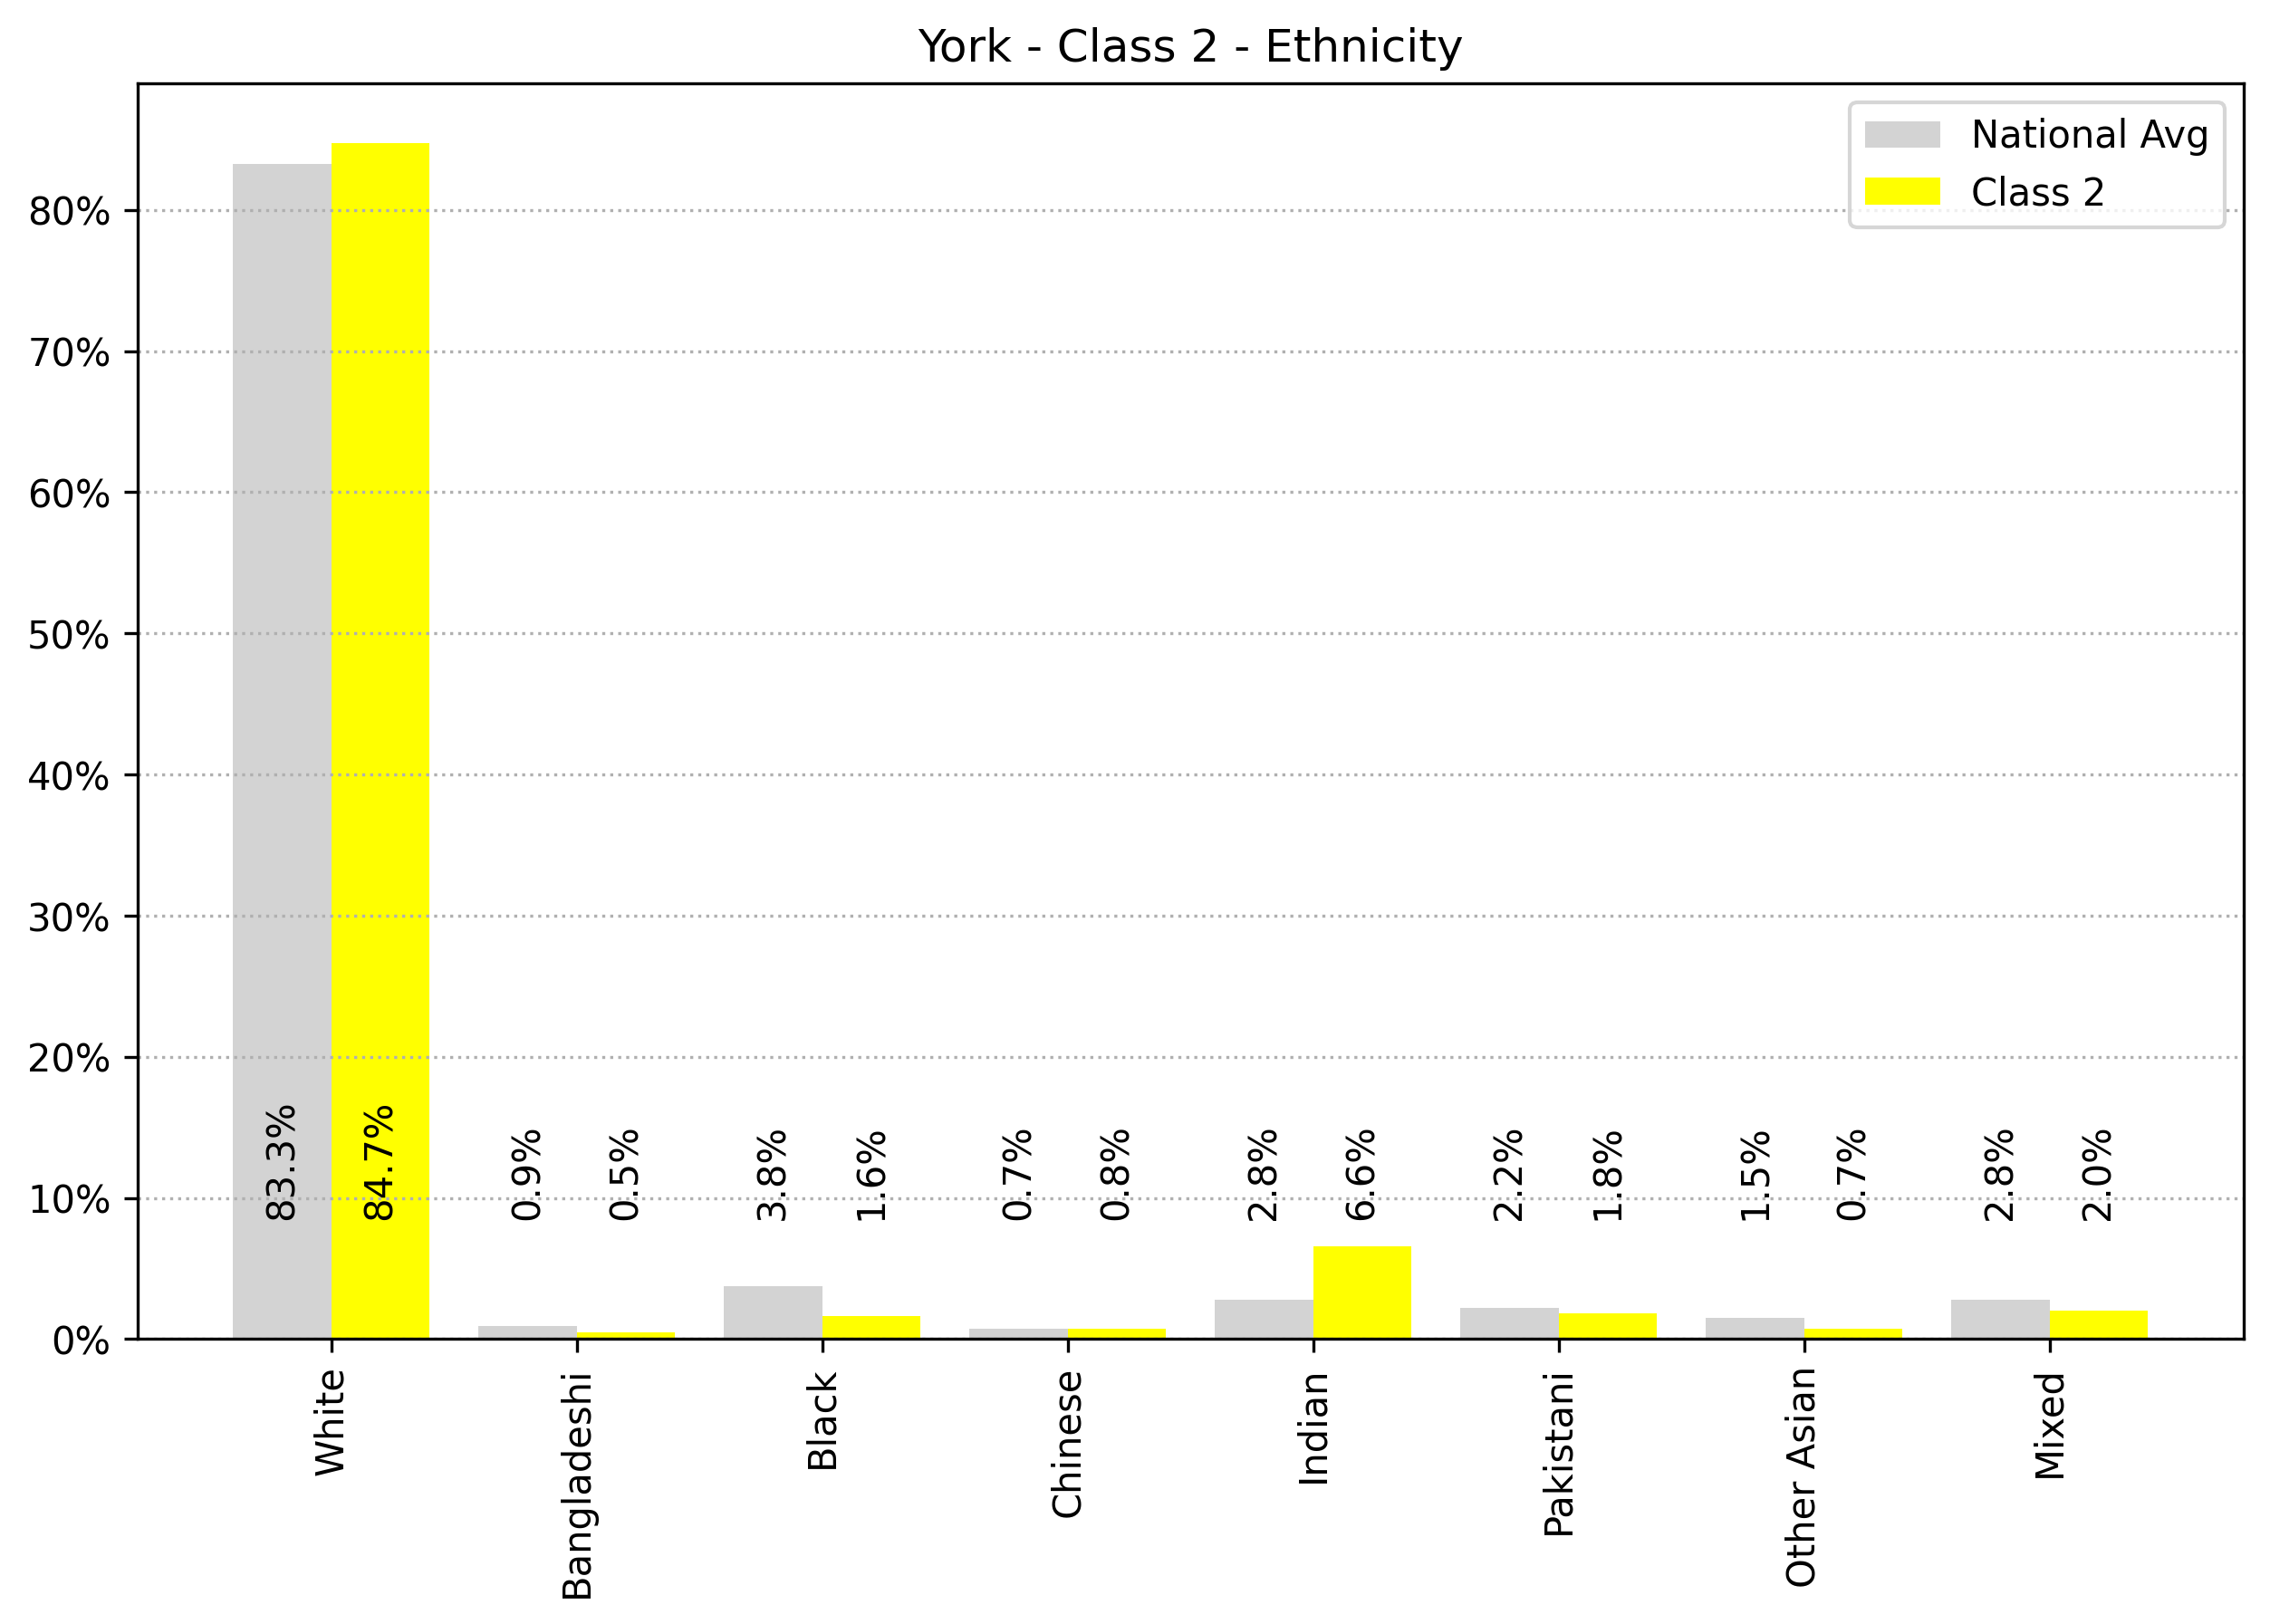 York - Class 2 - Ethnicity
National Avg
Class 2
80%
70%
60%
50%
40%
30%
20%
10%
0%
83.3%
84.7%
0.9%
0.5%
3.8%
1.6%
0.7%
0.8%
2.8%
6.6%
2.2%
1.8%
1.5%
0.7%
2.8%
2.0%
White
Bangladeshi
Black
Chinese
Indian
Pakistani
Other Asian
Mixed